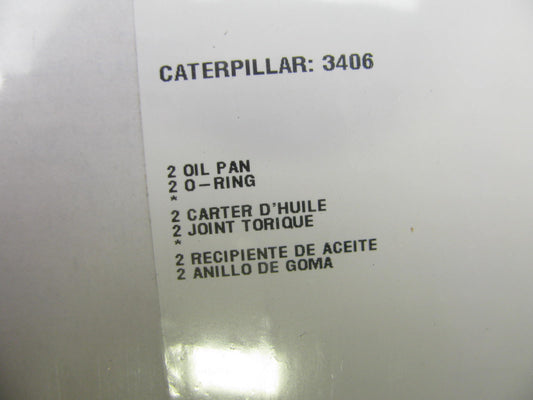 CATERPILLAR: 3406
2 OIL PAN
2 O-RING
*
2 CARTER D'HUILE
2 JOINT TORIQUE
*
2 RECIPIENTE DE ACEITE
2 ANILLO DE GOMA